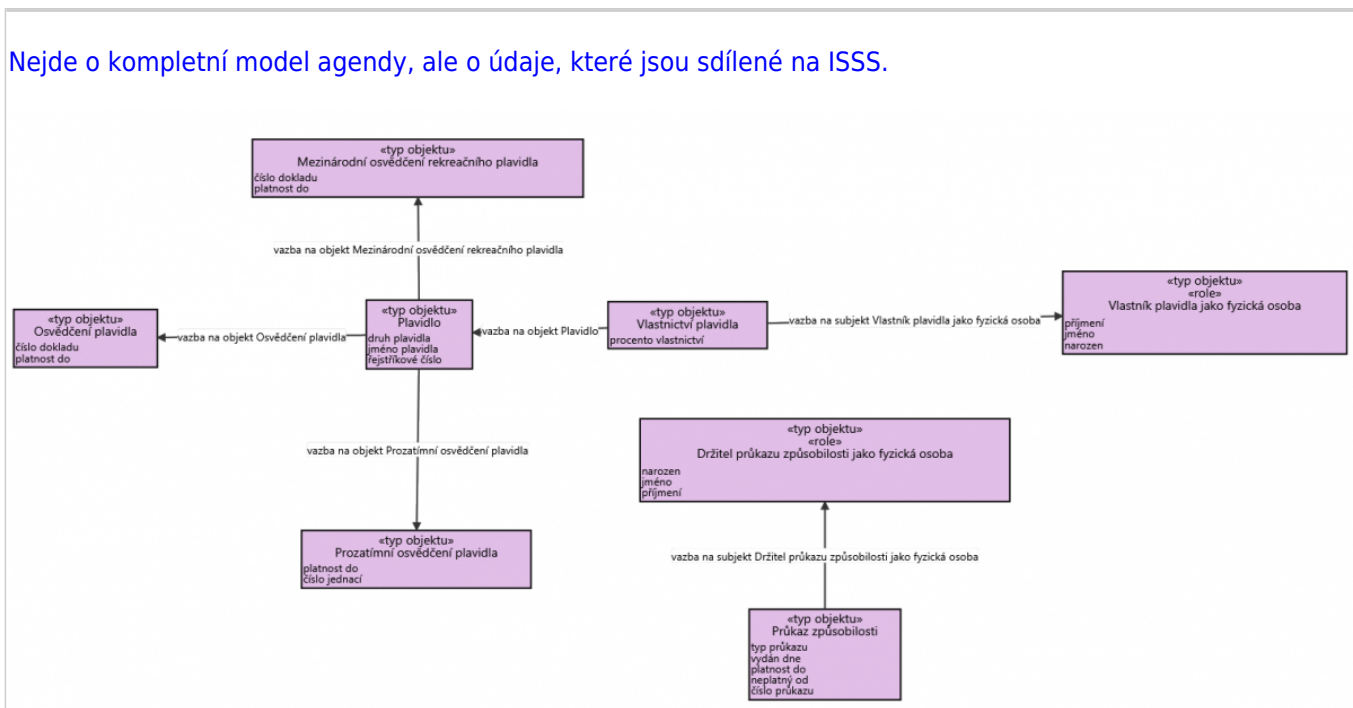 Nejde o kompletní model agendy, ale o údaje, které jsou sdílené na ISSS.
«typ objektu»
Mezinárodní osvědčení rekreačního plavidla
číslo dokladu
platnost do
vazba na objekt Mezinárodní osvědčení rekreačního plavidla
«typ objektu»
Osvědčení plavidla
číslo dokladu
platnost do
vazba na objekt Osvědčení plavidla
«typ objektu»
Plavidlo
druh plavidla
jméno plavidla
rejstříkové číslo
vazba na objekt Plavidlo
«typ objektu»
Vlastnictví plavidla
procento vlastnictví
vazba na subjekt Vlastník plavidla jako fyzická osoba
«typ objektu»
«role»
Vlastník plavidla jako fyzická osoba
příjmení
jméno
narozen
vazba na objekt Prozatímní osvědčení plavidla
«typ objektu»
Prozatímní osvědčení plavidla
platnost do
číslo jednací
«typ objektu»
«role»
Držitel průkazu způsobilosti jako fyzická osoba
narozen
jméno
příjmení
vazba na subjekt Držitel průkazu způsobilosti jako fyzická osoba
«typ objektu»
Průkaz způsobilosti
typ průkazu
vydán dne
platnost do
neplatný od
číslo průkazu